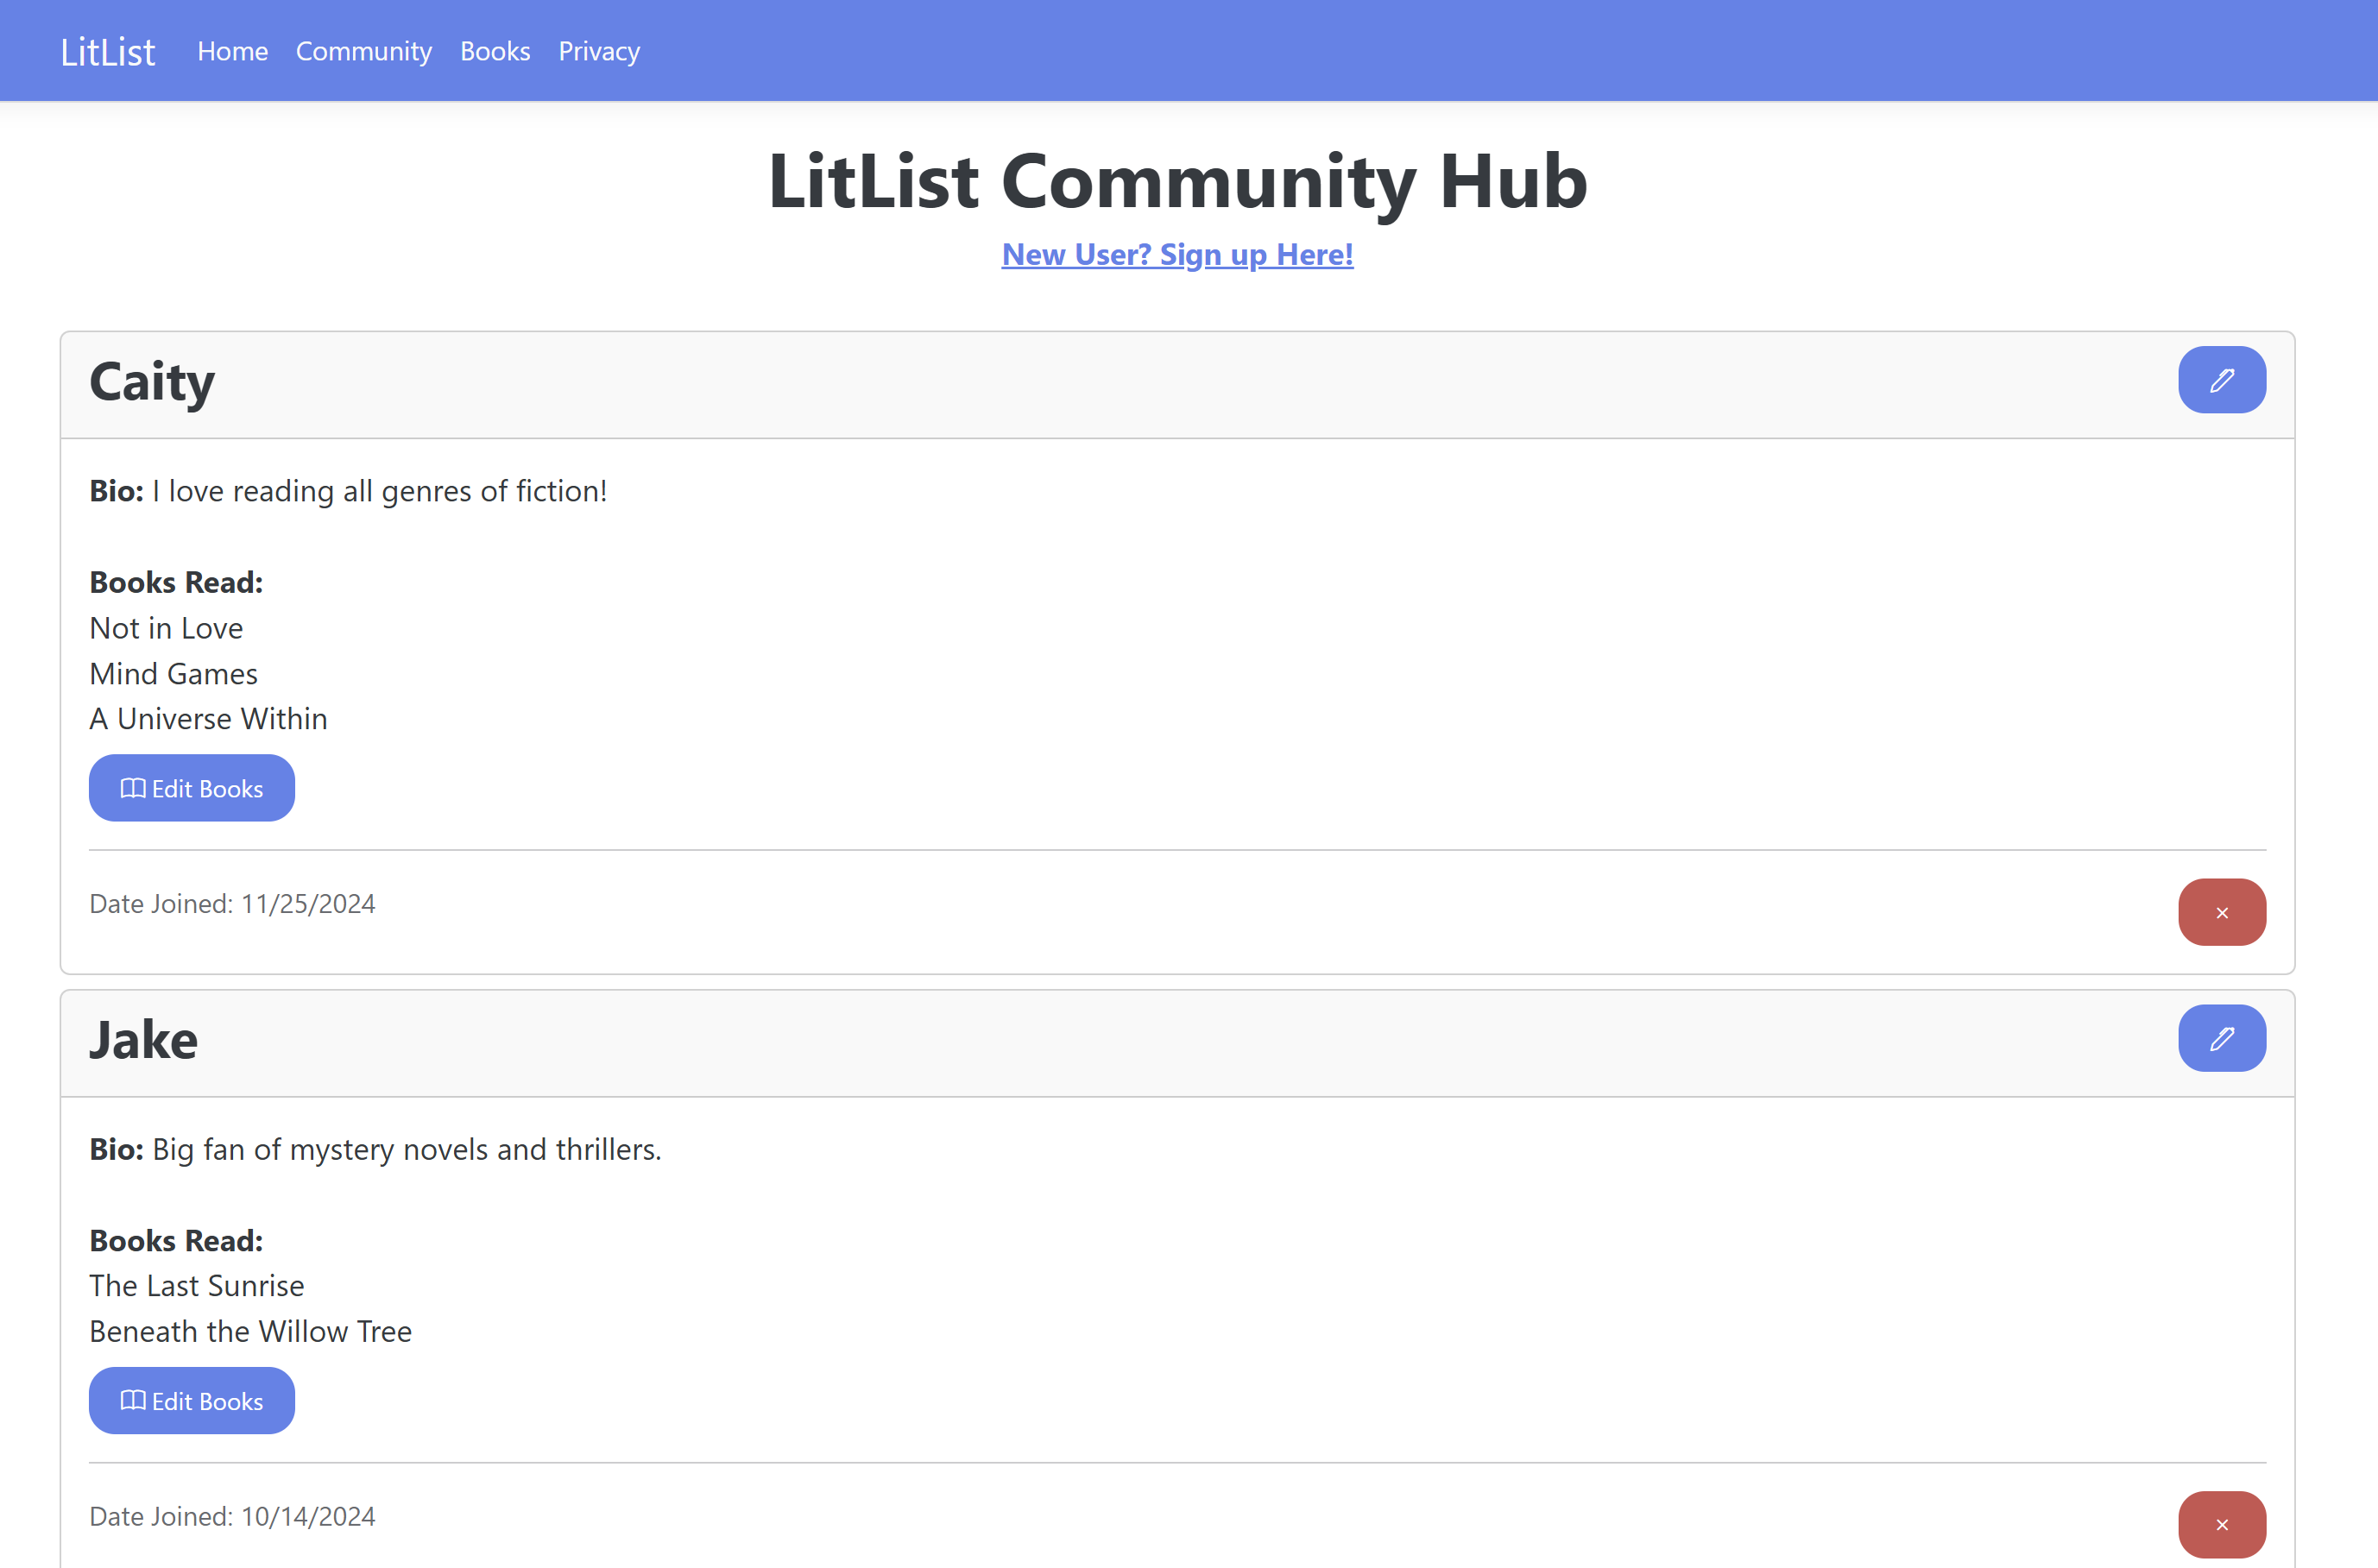 LitList Home Community Books Privacy
LitList Community Hub
New User? Sign up Here!
Caity
Bio: I love reading all genres of fiction!
Books Read:
Not in Love
Mind Games
A Universe Within
Edit Books
Date Joined: 11/25/2024
Jake
Bio: Big fan of mystery novels and thrillers.
Books Read:
The Last Sunrise
Beneath the Willow Tree
Edit Books
Date Joined: 10/14/2024